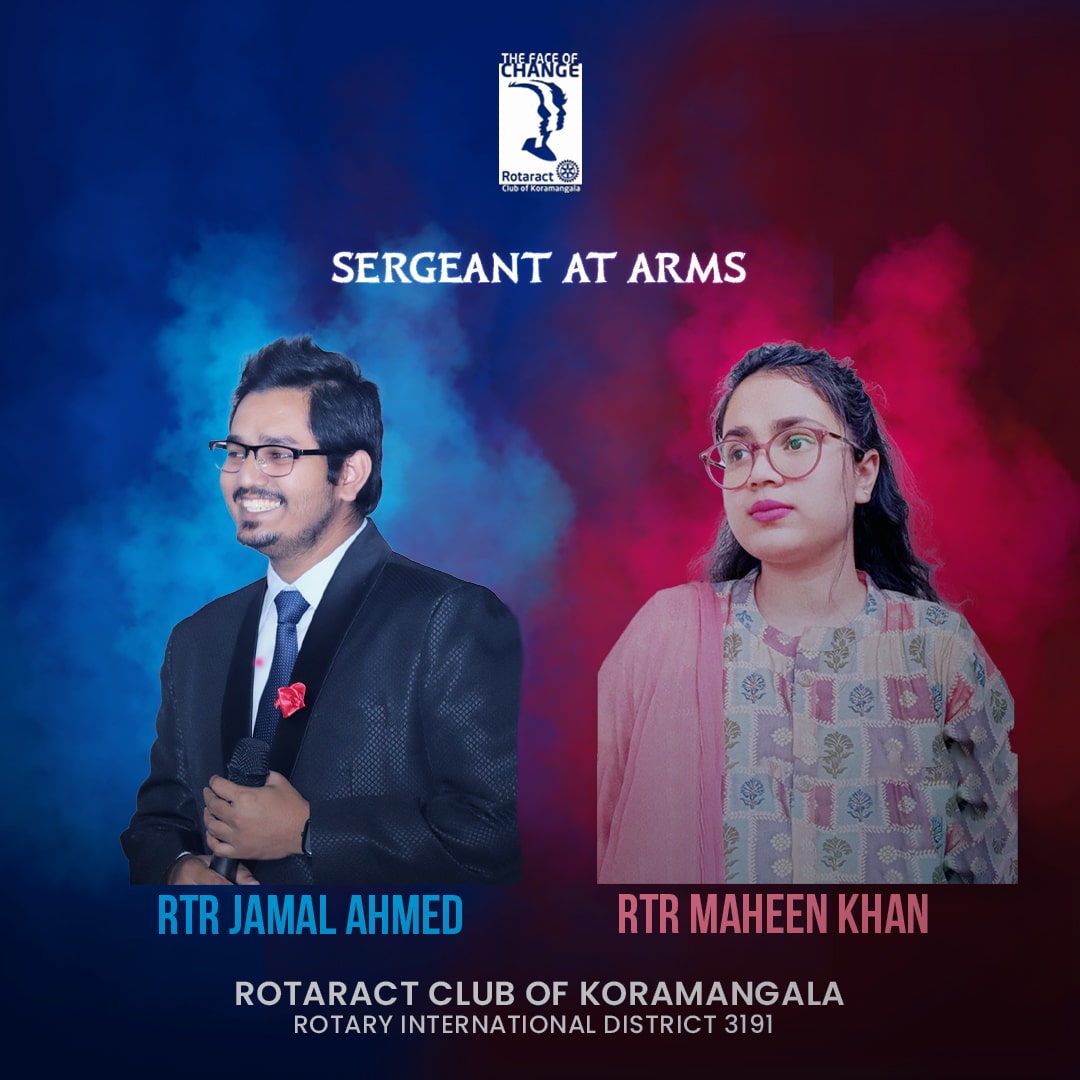 THE FACE OF
CHANGE
Rotaract
Club of Koramangala
SERGEANT AT ARMS
RTR JAMAL AHMED
RTR MAHEEN KHAN
ROTARACT CLUB OF KORAMANGALA
ROTARY INTERNATIONAL DISTRICT 3191